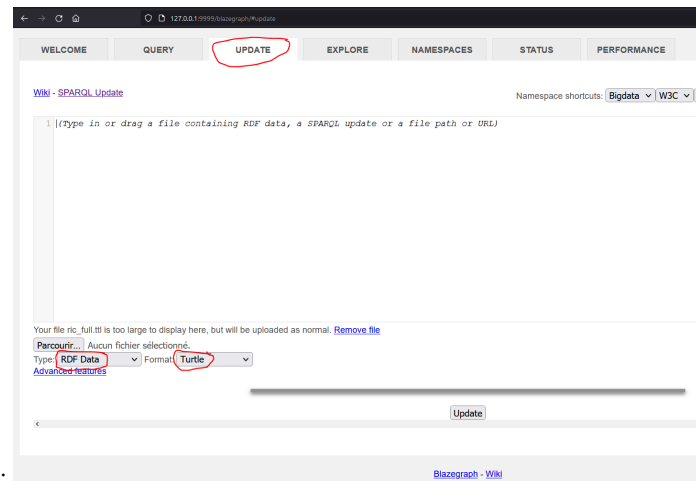 127.0.0.1:9999/blazegraph/#update
WELCOME QUERY UPDATE EXPLORE NAMESPACES STATUS PERFORMANCE
Wiki - SPARQL Update
Namespace shortcuts: Bigdata W3C
1 (Type in or drag a file containing RDF data, a SPARQL update or a file path or URL)
Your file ric_full.ttl is too large to display here, but will be uploaded as normal. Remove file
Parcourir... Aucun fichier sélectionné.
Type: RDF Data Format: Turtle
Advanced features
Update
Blazegraph - Wiki